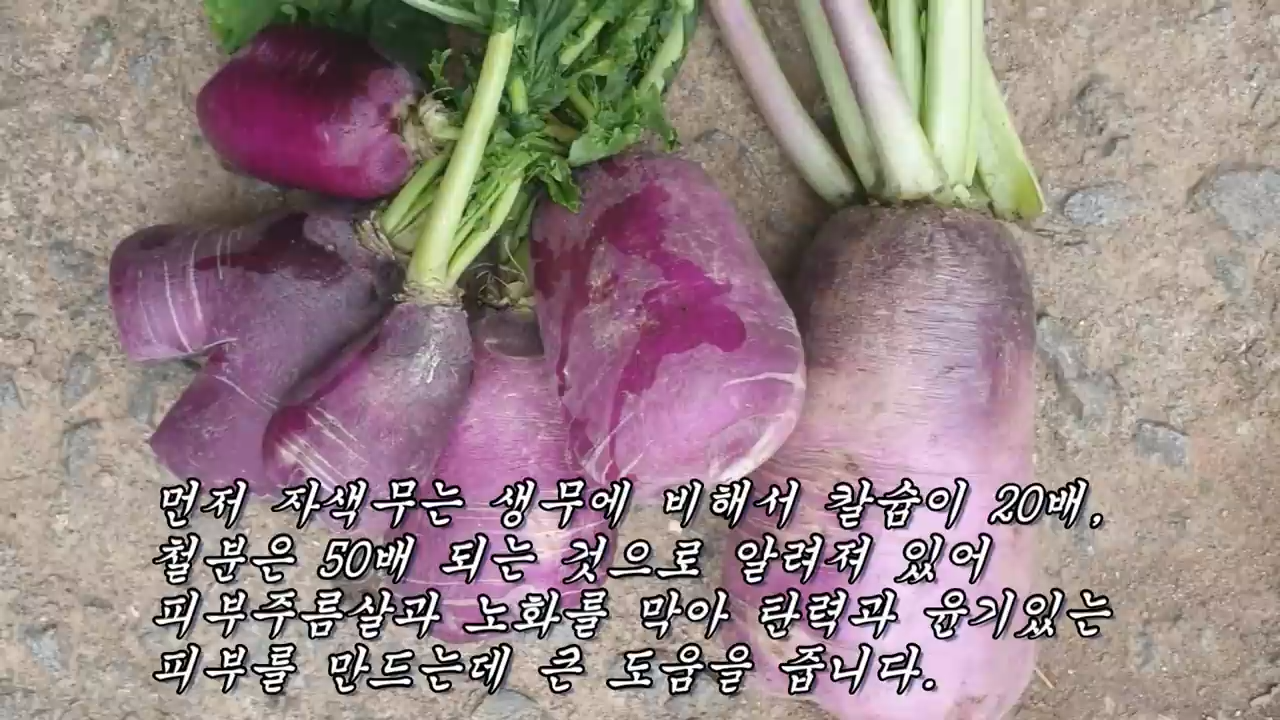 먼저 자색무는 생무에 비해서 칼슘이 20배,
철분은 50배 되는 것으로 알려져 있어
피부주름살과 노화를 막아 탄력과 윤기있는
피부를 만드는데 큰 도움을 줍니다.